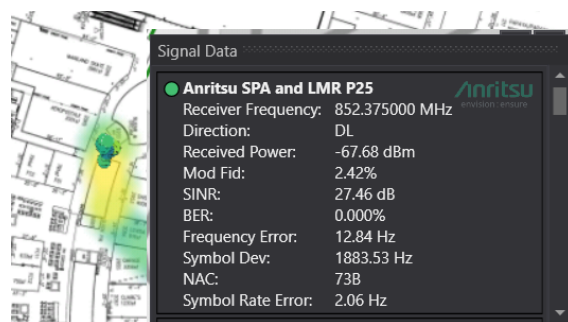 Signal Data
Anritsu SPA and LMR P25
Anritsu
envision : ensure
Receiver Frequency: 852.375000 MHz
Direction: DL
Received Power: -67.68 dBm
Mod Fid: 2.42%
SINR: 27.46 dB
BER: 0.000%
Frequency Error: 12.84 Hz
Symbol Dev: 1883.53 Hz
NAC: 73B
Symbol Rate Error: 2.06 Hz